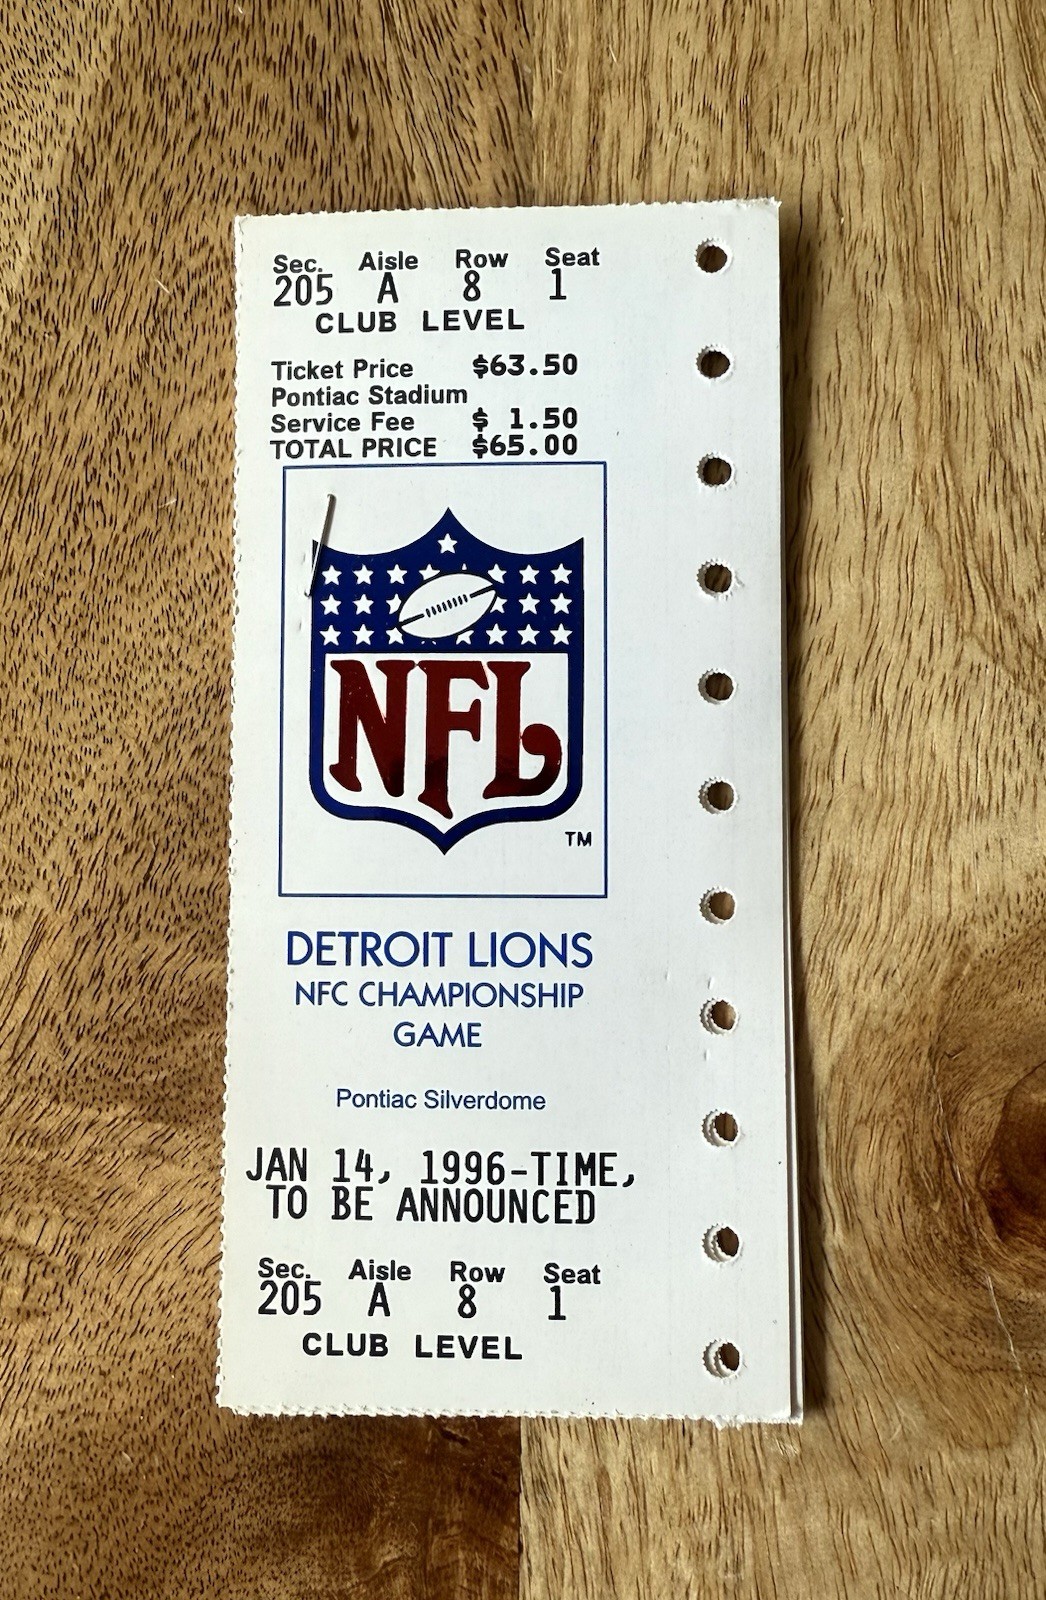 Sec. Aisle Row Seat
205 A 8 1
CLUB LEVEL
Ticket Price $63.50
Pontiac Stadium
Service Fee $ 1.50
TOTAL PRICE $65.00
NFL
TM
DETROIT LIONS
NFC CHAMPIONSHIP
GAME
Pontiac Silverdome
JAN 14, 1996-TIME,
TO BE ANNOUNCED
Sec. Aisle Row Seat
205 A 8 1
CLUB LEVEL